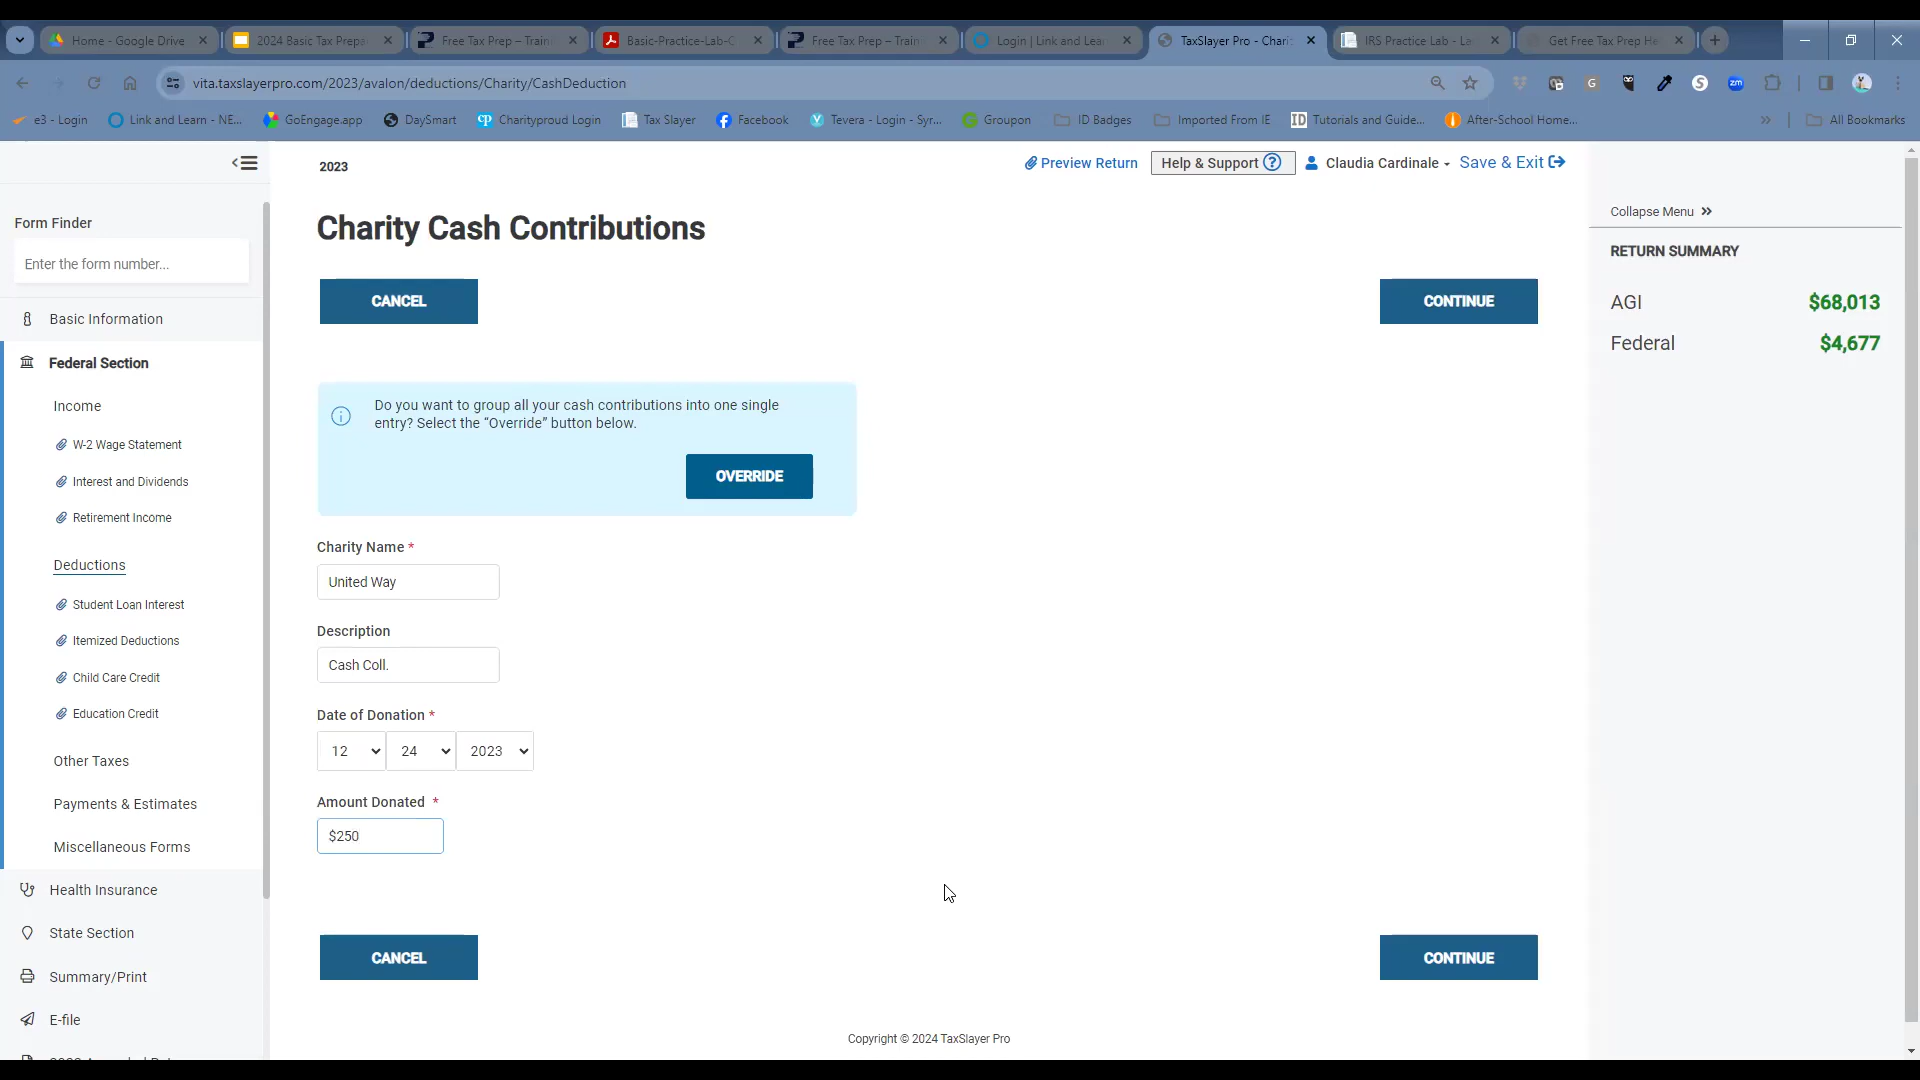 Home - Google Drive
2024 Basic Tax Prepa
Free Tax Prep – Train
Basic-Practice-Lab-C
Free Tax Prep – Train
Login | Link and Lea
TaxSlayer Pro - Chari
IRS Practice Lab - La
Get Free Tax Prep He
vita.taxslayerpro.com/2023/avalon/deductions/Charity/CashDeduction
e3 - Login
Link and Learn - NE...
GoEngage.app
DaySmart
Charityproud Login
Tax Slayer
Facebook
Tevera - Login - Syr...
Groupon
ID Badges
Imported From IE
Tutorials and Guide...
After-School Home...
All Bookmarks
2023
Preview Return
Help & Support
Claudia Cardinale
Save & Exit
Form Finder
Enter the form number...
Basic Information
Federal Section
Income
W-2 Wage Statement
Interest and Dividends
Retirement Income
Deductions
Student Loan Interest
Itemized Deductions
Child Care Credit
Education Credit
Other Taxes
Payments & Estimates
Miscellaneous Forms
Health Insurance
State Section
Summary/Print
E-file
Charity Cash Contributions
CANCEL
CONTINUE
Do you want to group all your cash contributions into one single
entry? Select the “Override” button below.
OVERRIDE
Charity Name *
United Way
Description
Cash Coll.
Date of Donation *
12 24 2023
Amount Donated *
$250
CANCEL
CONTINUE
Copyright © 2024 TaxSlayer Pro
Collapse Menu
RETURN SUMMARY
AGI $68,013
Federal $4,677